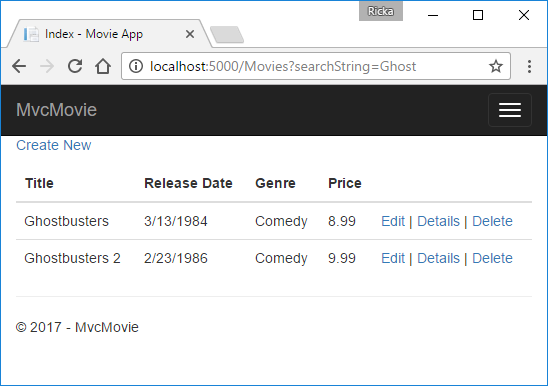 Ricka
Index - Movie App
localhost:5000/Movies?searchString=Ghost
MvcMovie
Create New
Title Release Date Genre Price
Ghostbusters 3/13/1984 Comedy 8.99 Edit | Details | Delete
Ghostbusters 2 2/23/1986 Comedy 9.99 Edit | Details | Delete
© 2017 - MvcMovie